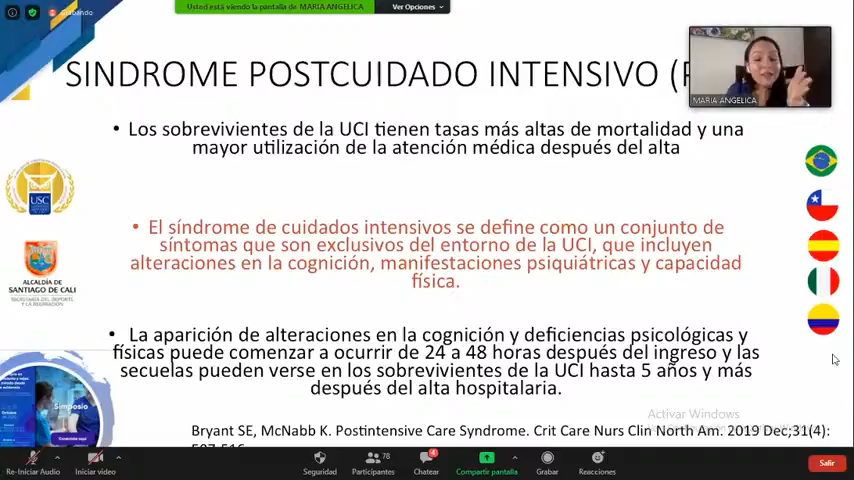 Grabando
Usted está viendo la pantalla de MARIA ANGELICA
Ver Opciones
SINDROME POSTCUIDADO INTENSIVO (
MARIA ANGELICA
• Los sobrevivientes de la UCI tienen tasas más altas de mortalidad y una
mayor utilización de la atención médica después del alta
• El síndrome de cuidados intensivos se define como un conjunto de
síntomas que son exclusivos del entorno de la UCI, que incluyen
alteraciones en la cognición, manifestaciones psiquiátricas y capacidad
física.
USC
ALCALDÍA DE
SANTIAGO DE CALI
SECRETARÍA DEL DEPORTE
Y LA RECREACIÓN
• La aparición de alteraciones en la cognición y deficiencias psicológicas y
físicas puede comenzar a ocurrir de 24 a 48 horas después del ingreso y las
secuelas pueden verse en los sobrevivientes de la UCI hasta 5 años y más
después del alta hospitalaria.
Simposio
Activar Windows
Bryant SE, McNabb K. Postintensive Care Syndrome. Crit Care Nurs Clin North Am. 2019 Dec;31(4):
Re-Iniciar Audio
Iniciar video
Seguridad
78
Participantes
4
Chatear
Compartir pantalla
Grabar
Reacciones
Salir